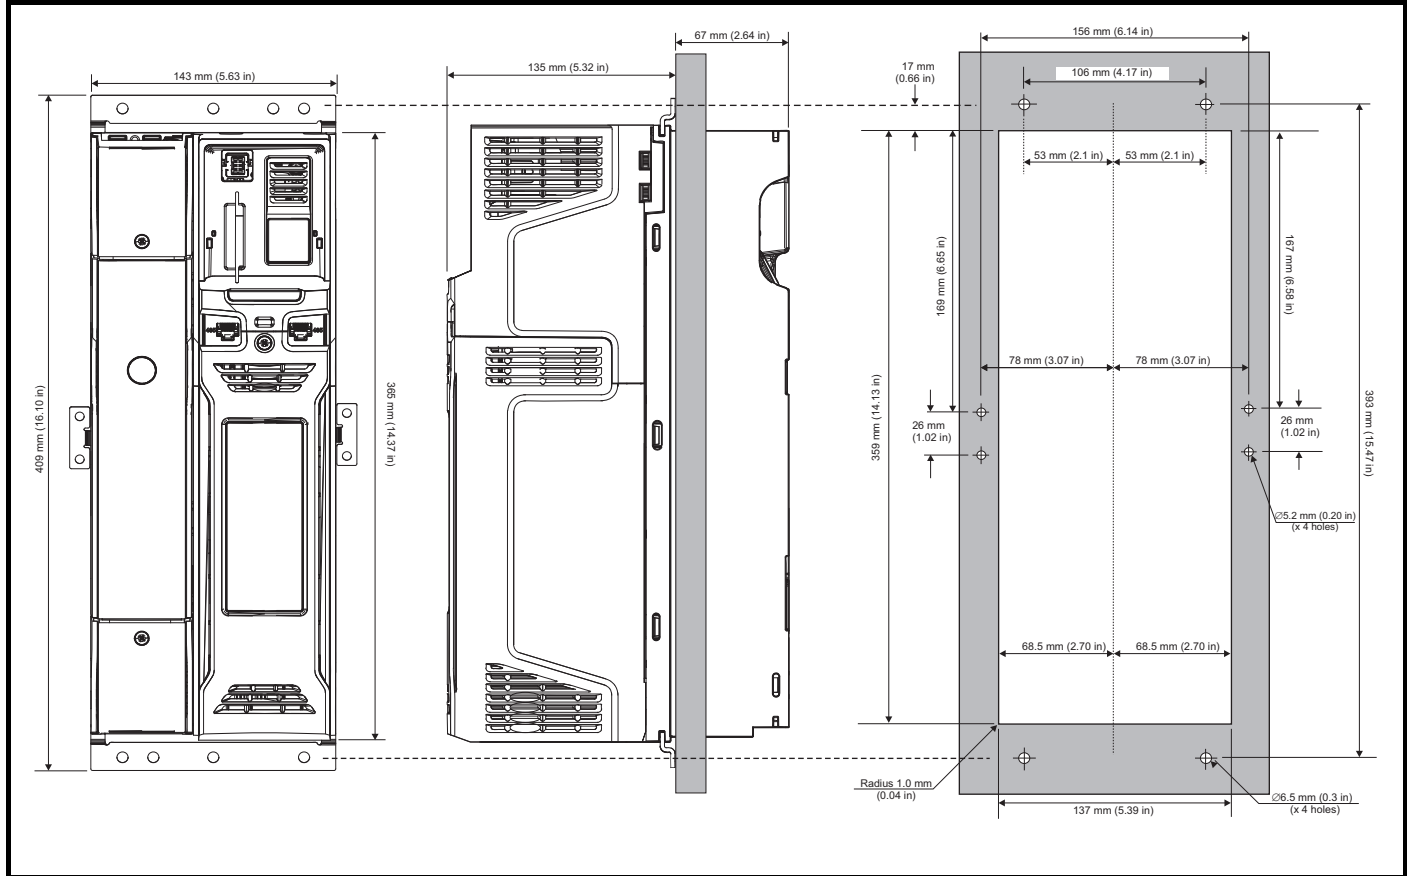 143 mm (5.63 in)
409 mm (16.10 in)
365 mm (14.37 in)
135 mm (5.32 in)
67 mm (2.64 in)
17 mm
(0.66 in)
156 mm (6.14 in)
106 mm (4.17 in)
53 mm (2.1 in)
53 mm (2.1 in)
169 mm (6.65 in)
167 mm (6.58 in)
78 mm (3.07 in)
78 mm (3.07 in)
359 mm (14.13 in)
393 mm (15.47 in)
26 mm
(1.02 in)
26 mm
(1.02 in)
∅5.2 mm (0.20 in)
(x 4 holes)
68.5 mm (2.70 in)
68.5 mm (2.70 in)
Radius 1.0 mm
(0.04 in)
137 mm (5.39 in)
∅6.5 mm (0.3 in)
(x 4 holes)